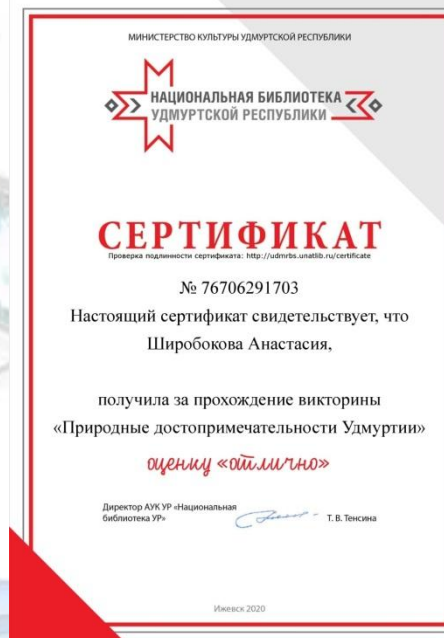 МИНИСТЕРСТВО КУЛЬТУРЫ УДМУРТСКОЙ РЕСПУБЛИКИ
НАЦИОНАЛЬНАЯ БИБЛИОТЕКА
УДМУРТСКОЙ РЕСПУБЛИКИ
СЕРТИФИКАТ
Проверка подлинности сертификата: http://udmrbs.unatlib.ru/certificate
№ 76706291703
Настоящий сертификат свидетельствует, что
Широбокова Анастасия,
получила за прохождение викторины
«Природные достопримечательности Удмуртии»
оценку «отлично»
Директор АУК УР «Национальная
библиотека УР»
Т. В. Тенсина
Ижевск 2020